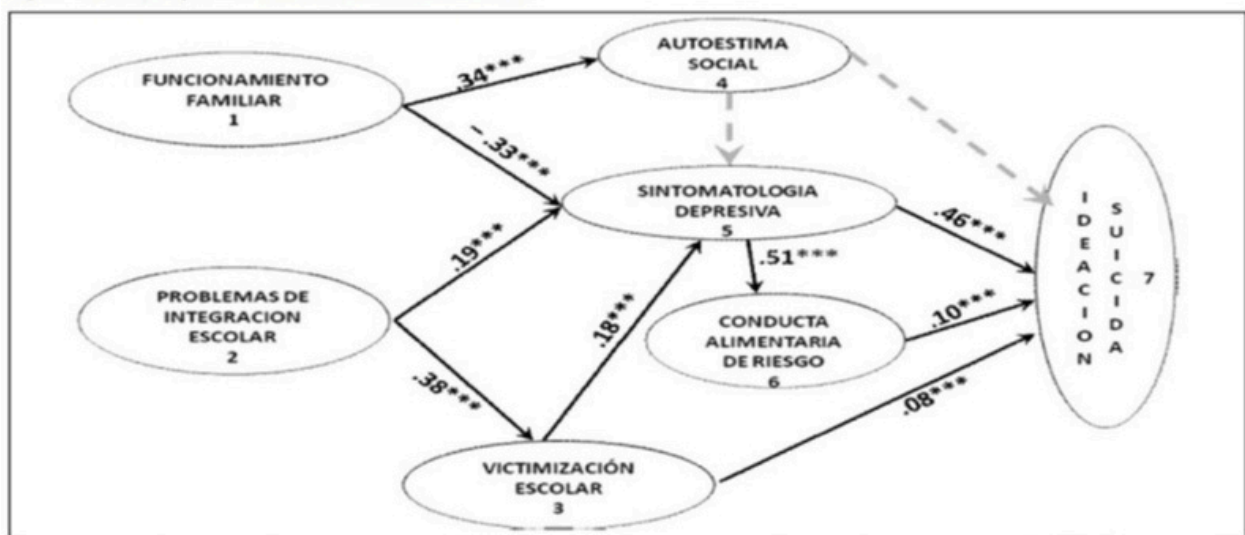 FUNCIONAMIENTO
FAMILIAR
1
AUTOESTIMA
SOCIAL
4
.34***
– .33***
SINTOMATOLOGIA
DEPRESIVA
5
.19***
PROBLEMAS DE
INTEGRACION
ESCOLAR
2
.38***
.18***
VICTIMIZACIÓN
ESCOLAR
3
.51***
CONDUCTA
ALIMENTARIA
DE RIESGO
6
.46***
.10***
.08***
IDEACION
SUICIDA
7